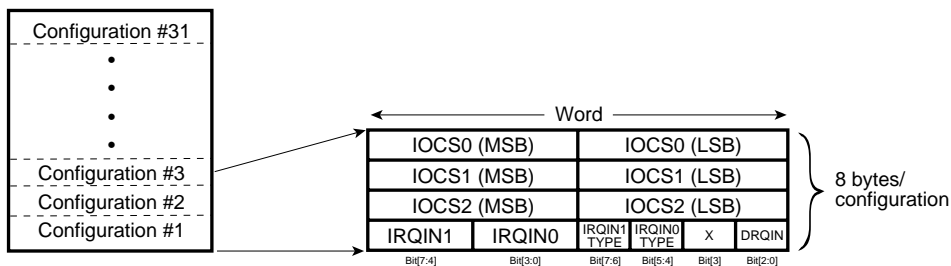 Configuration #31
Configuration #3
Configuration #2
Configuration #1
Word
IOCS0 (MSB) IOCS0 (LSB)
IOCS1 (MSB) IOCS1 (LSB)
IOCS2 (MSB) IOCS2 (LSB)
IRQIN1 IRQIN0 IRQIN1 TYPE IRQIN0 TYPE X DRQIN
Bit[7:4] Bit[3:0] Bit[7:6] Bit[5:4] Bit[3] Bit[2:0]
8 bytes/
configuration